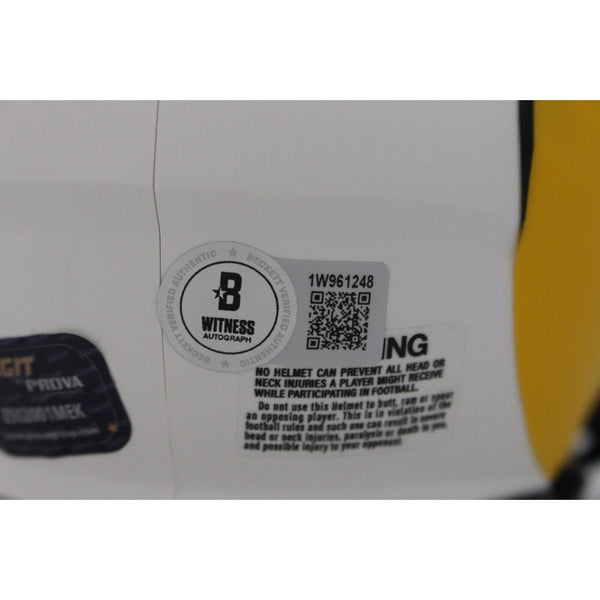 BECKETT VERIFIED AUTHENTIC ★ BECKETT VERIFIED AUTHENTIC ★
B
WITNESS
AUTOGRAPH
1W961248
NG
NO HELMET CAN PREVENT ALL HEAD OR
NECK INJURIES A PLAYER MIGHT RECEIVE
WHILE PARTICIPATING IN FOOTBALL.
Do not use this Helmet to butt, ram or spear
an opposing player. This is in violation of the
football rules and such use can result in severe
head or neck injuries, paralysis or death to you,
and possible injury to your opponent.
GIT
PROVA